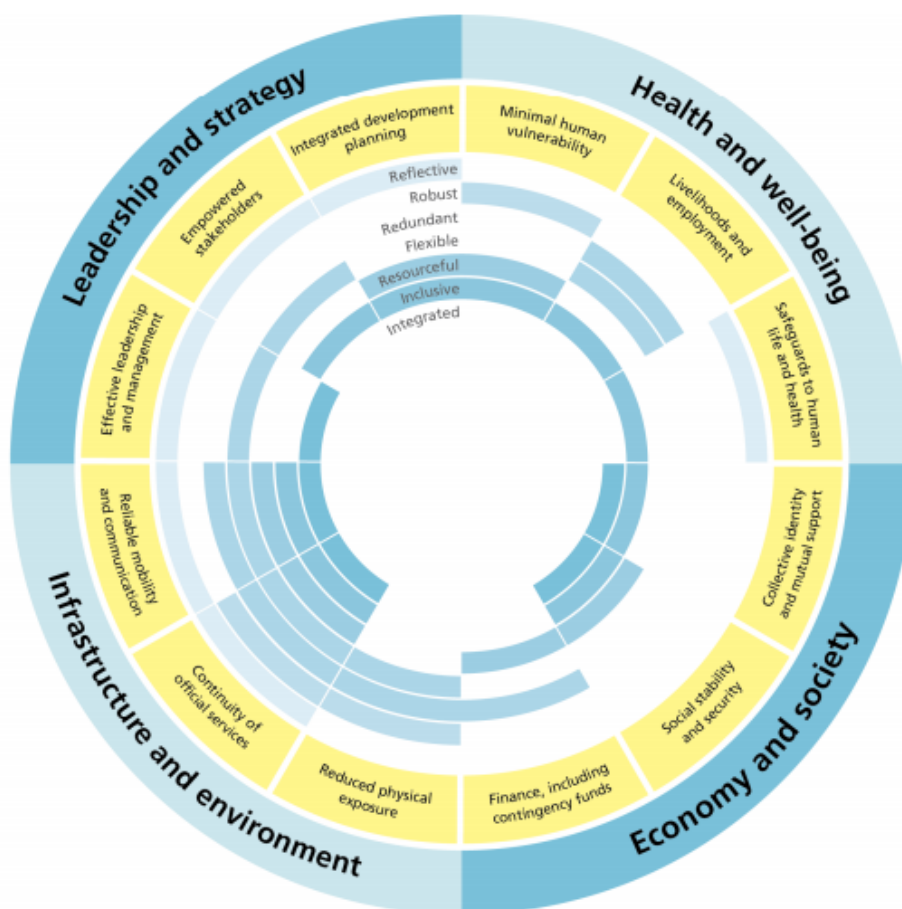 Leadership and strategy
Health and well-being
Integrated development
planning
Minimal human
vulnerability
Empowered
stakeholders
Livelihoods and
employment
Effective leadership
and management
Safeguards to human
life and health
Reflective
Robust
Redundant
Flexible
Resourceful
Inclusive
Integrated
Reliable mobility
and communication
Collective identity
and mutual support
Continuity of
official services
Social stability
and security
Reduced physical
exposure
Finance, including
contingency funds
Infrastructure and environment
Economy and society